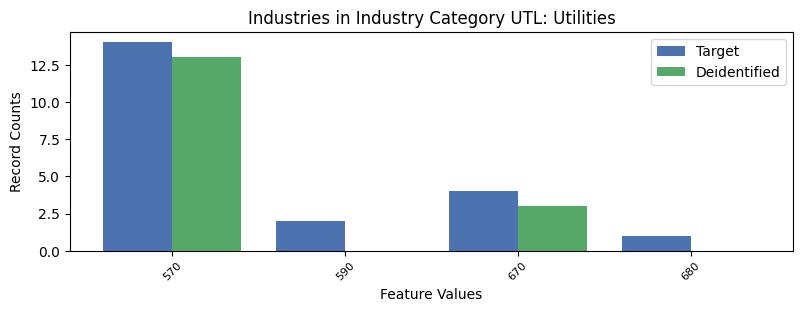 Industries in Industry Category UTL: Utilities
Target
Deidentified
Record Counts
12.5
10.0
7.5
5.0
2.5
0.0
570
590
670
680
Feature Values